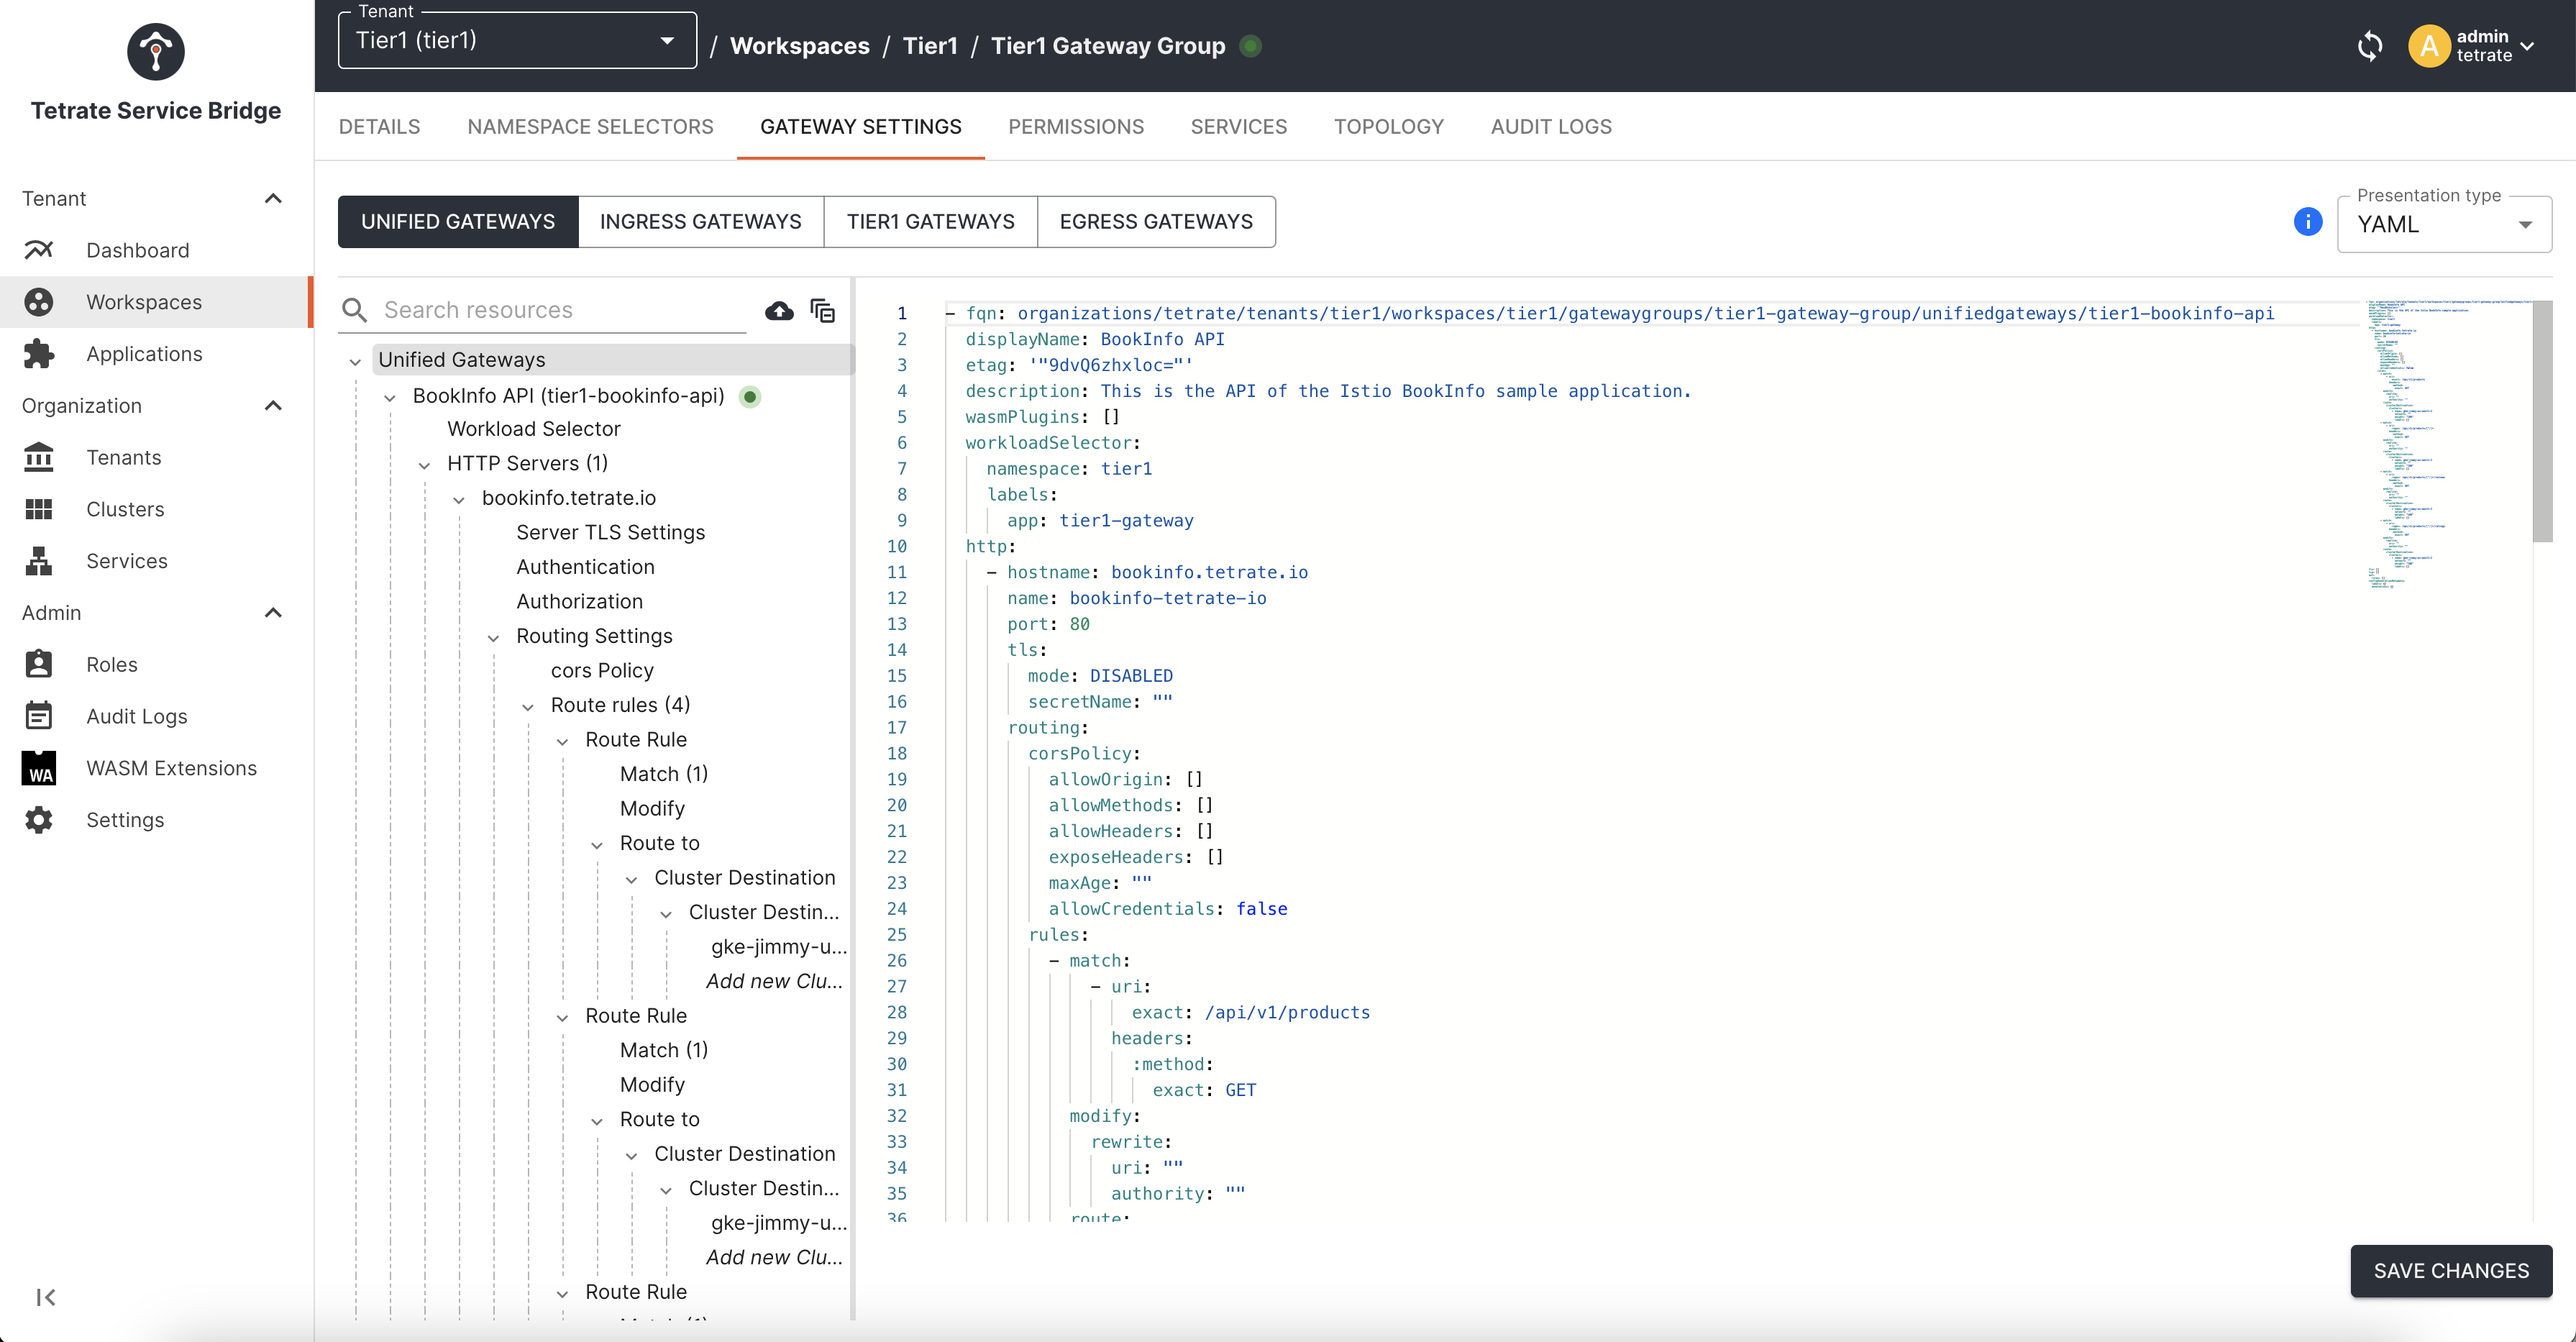 Tetrate Service Bridge
Tenant
Dashboard
Workspaces
Applications
Organization
Tenants
Clusters
Services
Admin
Roles
Audit Logs
WA
WASM Extensions
Settings
Tenant
Tier1 (tier1)
/ Workspaces / Tier1 / Tier1 Gateway Group
A
admin
tetrate
DETAILS NAMESPACE SELECTORS GATEWAY SETTINGS PERMISSIONS SERVICES TOPOLOGY AUDIT LOGS
UNIFIED GATEWAYS INGRESS GATEWAYS TIER1 GATEWAYS EGRESS GATEWAYS
i
Presentation type
YAML
Search resources
Unified Gateways
BookInfo API (tier1-bookinfo-api)
Workload Selector
HTTP Servers (1)
bookinfo.tetrate.io
Server TLS Settings
Authentication
Authorization
Routing Settings
cors Policy
Route rules (4)
Route Rule
Match (1)
Modify
Route to
Cluster Destination
Cluster Destin...
gke-jimmy-u...
Add new Clu...
Route Rule
Match (1)
Modify
Route to
Cluster Destination
Cluster Destin...
gke-jimmy-u...
Add new Clu...
Route Rule
1 - fqn: organizations/tetrate/tenants/tier1/workspaces/tier1/gatewaygroups/tier1-gateway-group/unifiedgateways/tier1-bookinfo-api
2 displayName: BookInfo API
3 etag: '"9dvQ6zhxloc="'
4 description: This is the API of the Istio BookInfo sample application.
5 wasmPlugins: []
6 workloadSelector:
7 namespace: tier1
8 labels:
9 app: tier1-gateway
10 http:
11 - hostname: bookinfo.tetrate.io
12 name: bookinfo-tetrate-io
13 port: 80
14 tls:
15 mode: DISABLED
16 secretName: ""
17 routing:
18 corsPolicy:
19 allowOrigin: []
20 allowMethods: []
21 allowHeaders: []
22 exposeHeaders: []
23 maxAge: ""
24 allowCredentials: false
25 rules:
26 - match:
27 - uri:
28 exact: /api/v1/products
29 headers:
30 :method:
31 exact: GET
32 modify:
33 rewrite:
34 uri: ""
35 authority: ""
36 route:
SAVE CHANGES